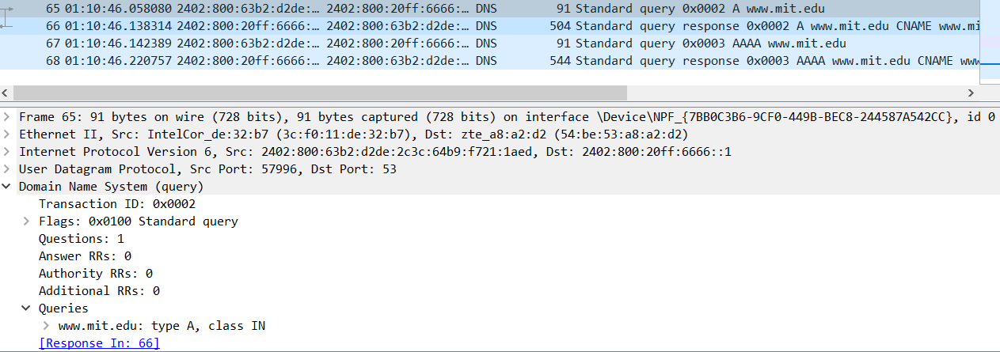 65 01:10:46.058080 2402:800:63b2:d2de:… 2402:800:20ff:6666:… DNS 91 Standard query 0x0002 A www.mit.edu
66 01:10:46.138314 2402:800:20ff:6666:… 2402:800:63b2:d2de:… DNS 504 Standard query response 0x0002 A www.mit.edu CNAME www.mi
67 01:10:46.142389 2402:800:63b2:d2de:… 2402:800:20ff:6666:… DNS 91 Standard query 0x0003 AAAA www.mit.edu
68 01:10:46.220757 2402:800:20ff:6666:… 2402:800:63b2:d2de:… DNS 544 Standard query response 0x0003 AAAA www.mit.edu CNAME www
Frame 65: 91 bytes on wire (728 bits), 91 bytes captured (728 bits) on interface \Device\NPF_{7BB0C3B6-9CF0-449B-BEC8-244587A542CC}, id 0
Ethernet II, Src: IntelCor_de:32:b7 (3c:f0:11:de:32:b7), Dst: zte_a8:a2:d2 (54:be:53:a8:a2:d2)
Internet Protocol Version 6, Src: 2402:800:63b2:d2de:2c3c:64b9:f721:1aed, Dst: 2402:800:20ff:6666::1
User Datagram Protocol, Src Port: 57996, Dst Port: 53
Domain Name System (query)
Transaction ID: 0x0002
Flags: 0x0100 Standard query
Questions: 1
Answer RRs: 0
Authority RRs: 0
Additional RRs: 0
Queries
www.mit.edu: type A, class IN
[Response In: 66]